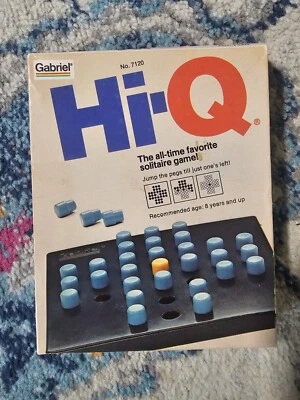 Gabriel®
No. 7120
Hi-Q®
The all-time favorite
solitaire game!
Jump the pegs till just one's left!
Recommended age: 8 years and up